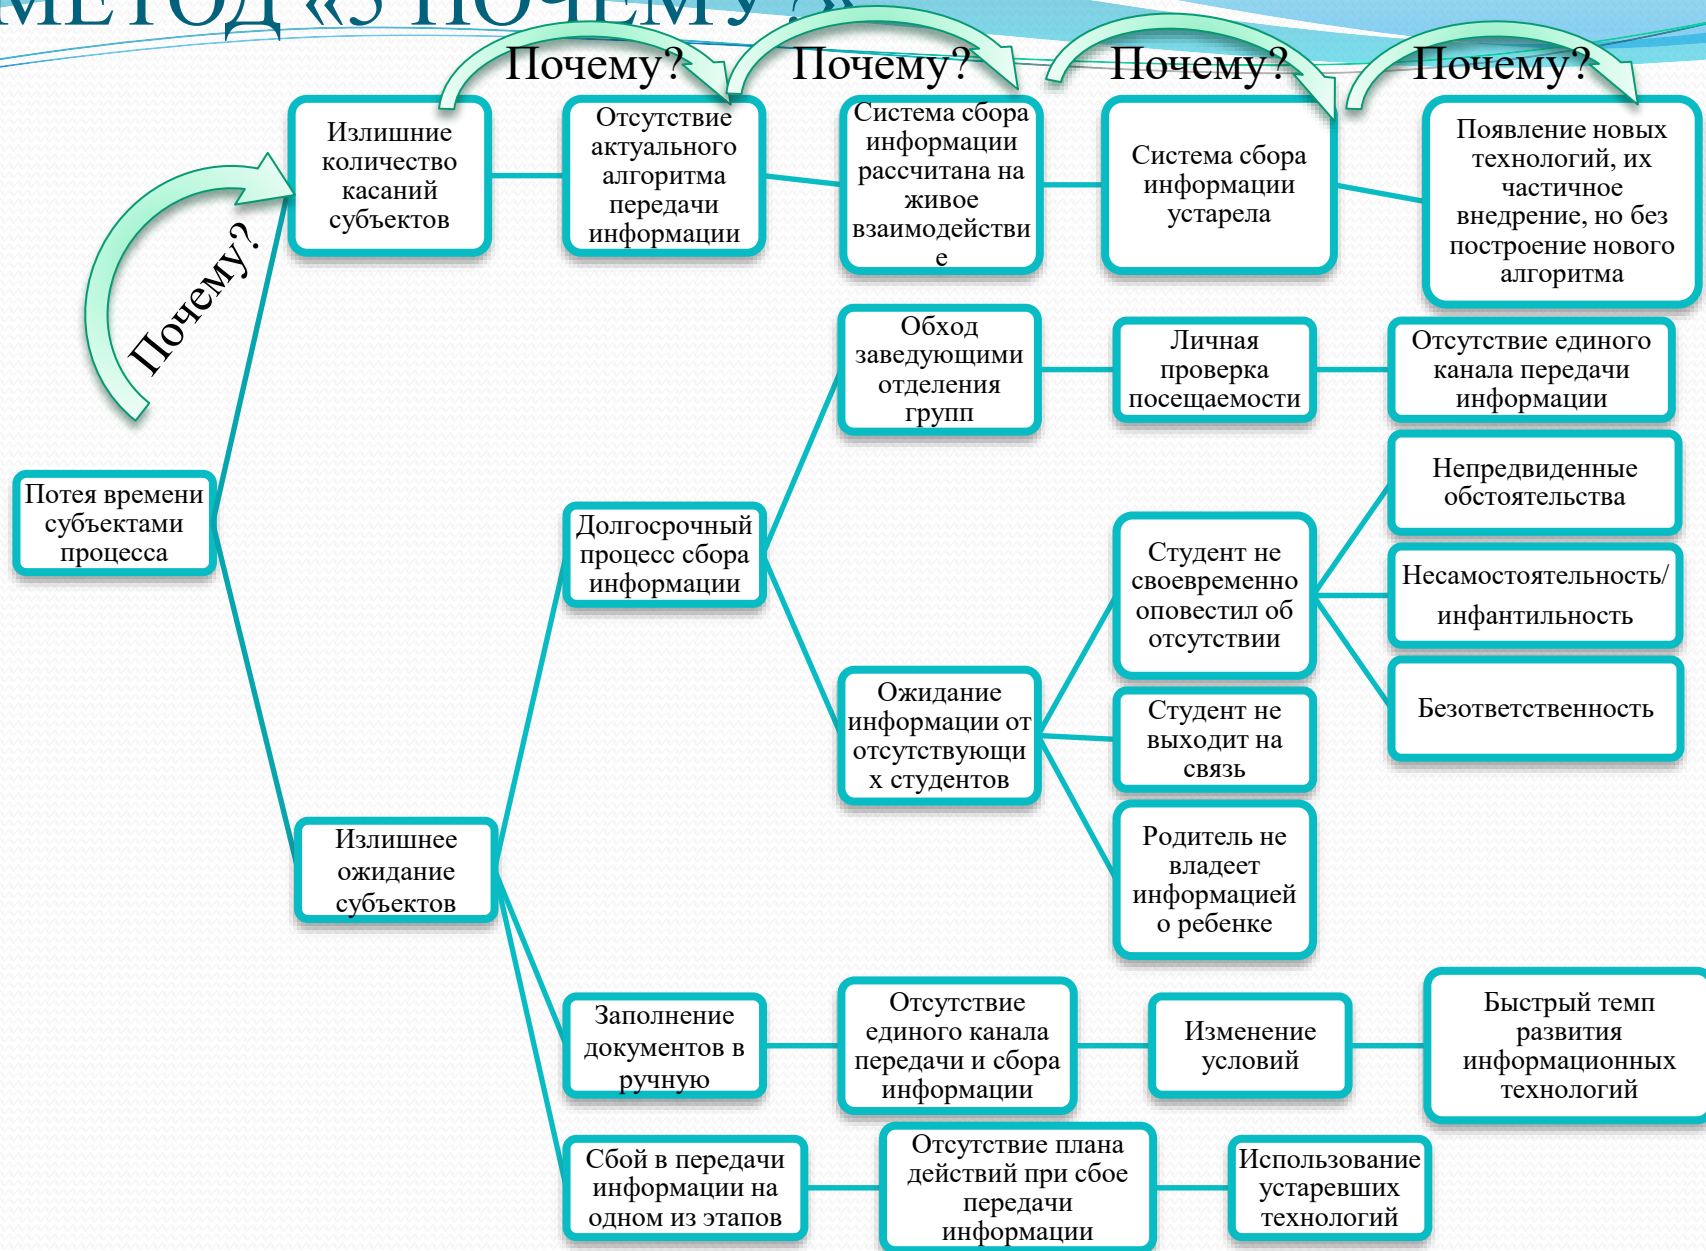 МЕТОД «5 ПОЧЕМУ?»
Почему?
Почему?
Почему?
Почему?
Почему?
Излишние
количество
касаний
субъектов
Отсутствие
актуального
алгоритма
передачи
информации
Система сбора
информации
рассчитана на
живое
взаимодействи
е
Система сбора
информации
устарела
Появление новых
технологий, их
частичное
внедрение, но без
построение нового
алгоритма
Обход
заведующими
отделения
групп
Личная
проверка
посещаемости
Отсутствие единого
канала передачи
информации
Потея времени
субъектами
процесса
Долгосрочный
процесс сбора
информации
Студент не
своевременно
оповестил об
отсутствии
Непредвиденные
обстоятельства
Несамостоятельность/
инфантильность
Безответственность
Ожидание
информации от
отсутствующи
х студентов
Студент не
выходит на
связь
Родитель не
владеет
информацией
о ребенке
Излишнее
ожидание
субъектов
Заполнение
документов в
ручную
Отсутствие
единого канала
передачи и сбора
информации
Изменение
условий
Быстрый темп
развития
информационных
технологий
Сбой в передачи
информации на
одном из этапов
Отсутствие плана
действий при сбое
передачи
информации
Использование
устаревших
технологий